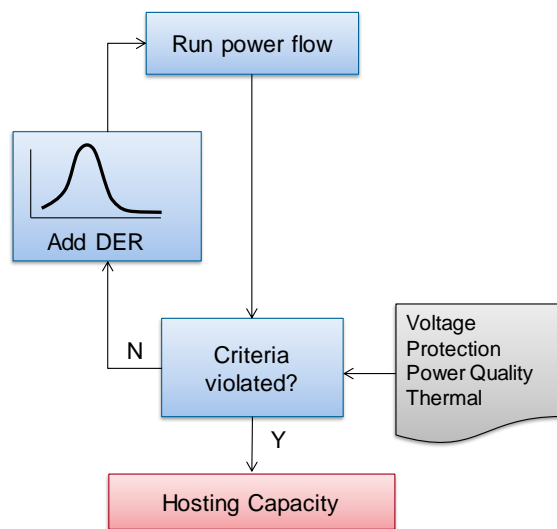 Run power flow
Add DER
N
Criteria
violated?
Voltage
Protection
Power Quality
Thermal
Y
Hosting Capacity